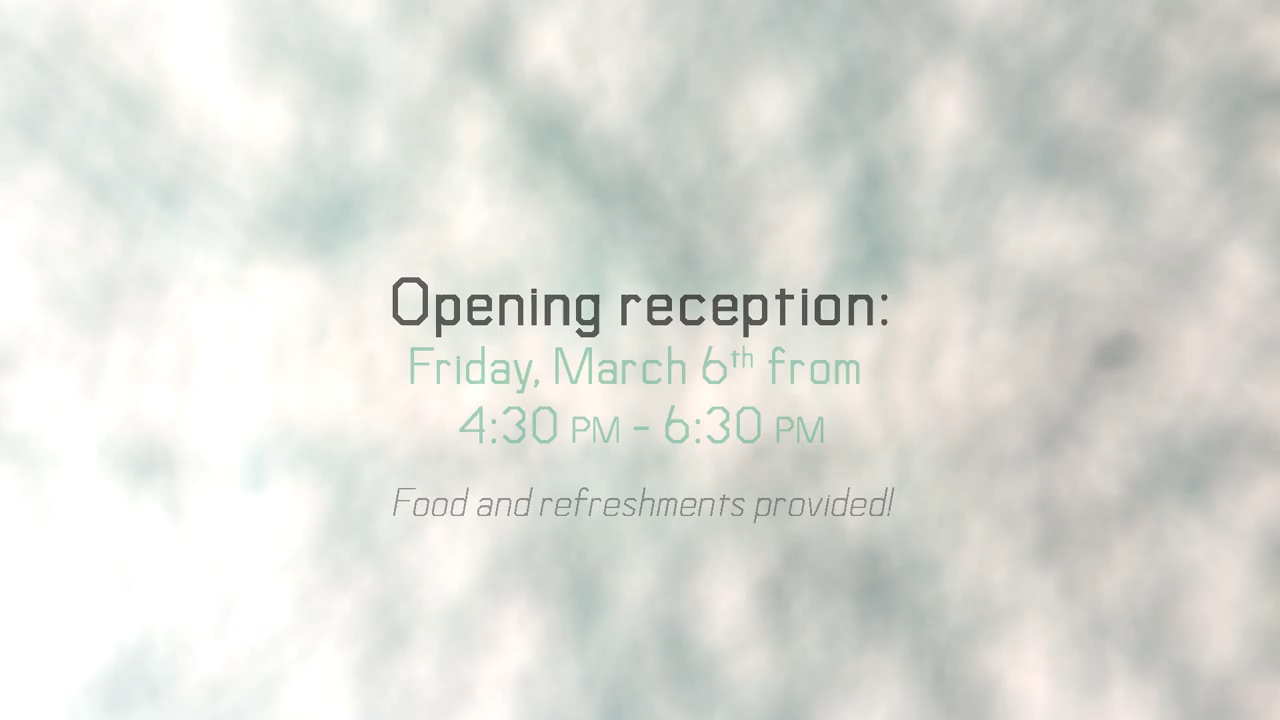 Opening reception:
Friday, March 6th from
4:30 PM - 6:30 PM
Food and refreshments provided!